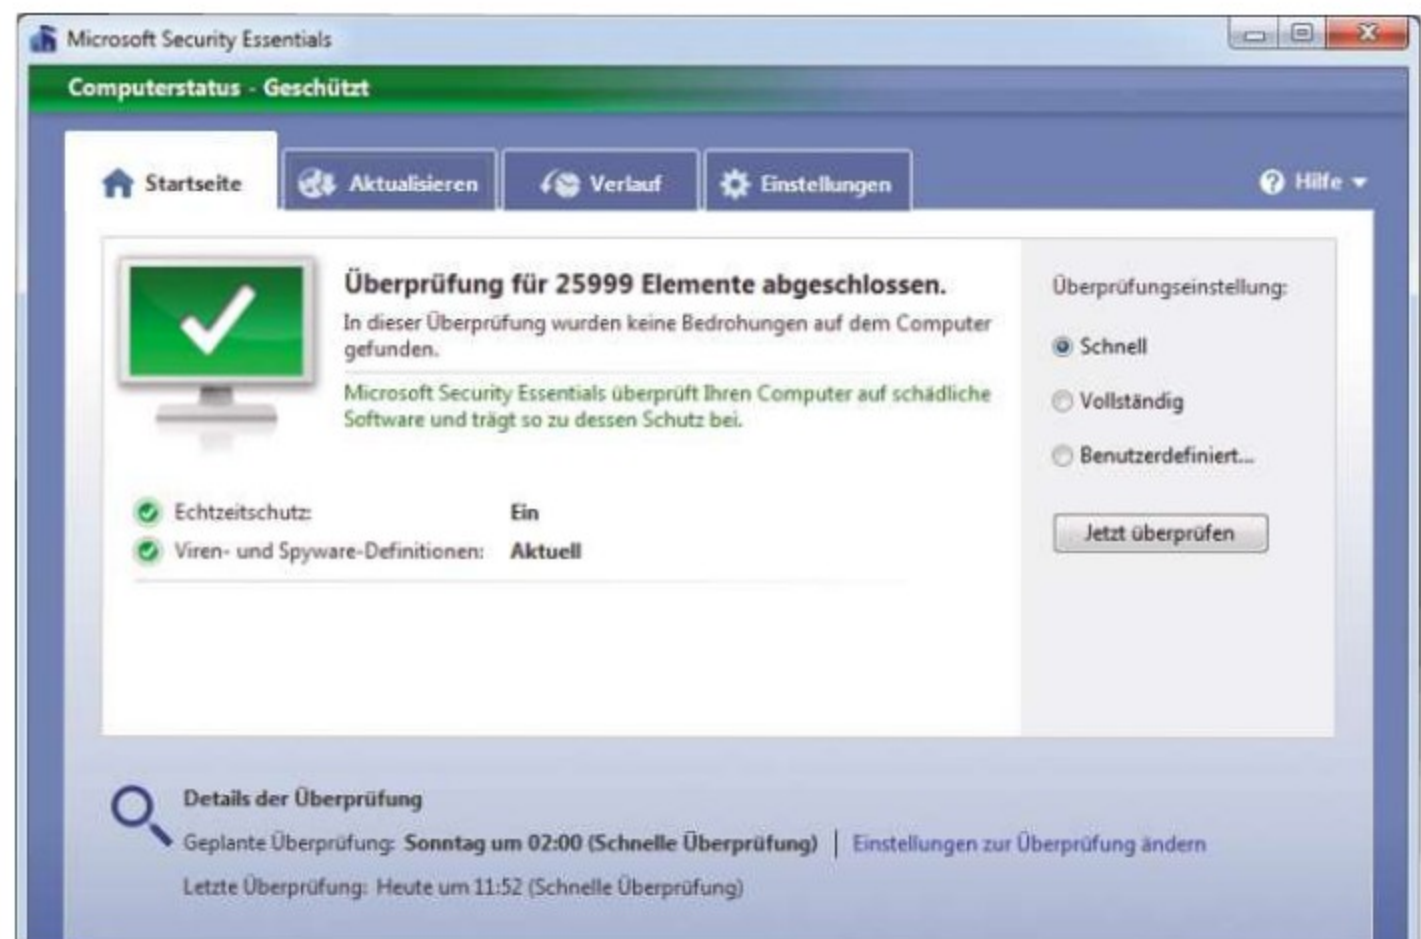 Microsoft Security Essentials
Computerstatus - Geschützt
Startseite
Aktualisieren
Verlauf
Einstellungen
Hilfe
Überprüfung für 25999 Elemente abgeschlossen.
In dieser Überprüfung wurden keine Bedrohungen auf dem Computer
gefunden.
Microsoft Security Essentials überprüft Ihren Computer auf schädliche
Software und trägt so zu dessen Schutz bei.
Echtzeitschutz: Ein
Viren- und Spyware-Definitionen: Aktuell
Überprüfungseinstellung:
Schnell
Vollständig
Benutzerdefiniert...
Jetzt überprüfen
Details der Überprüfung
Geplante Überprüfung: Sonntag um 02:00 (Schnelle Überprüfung) | Einstellungen zur Überprüfung ändern
Letzte Überprüfung: Heute um 11:52 (Schnelle Überprüfung)